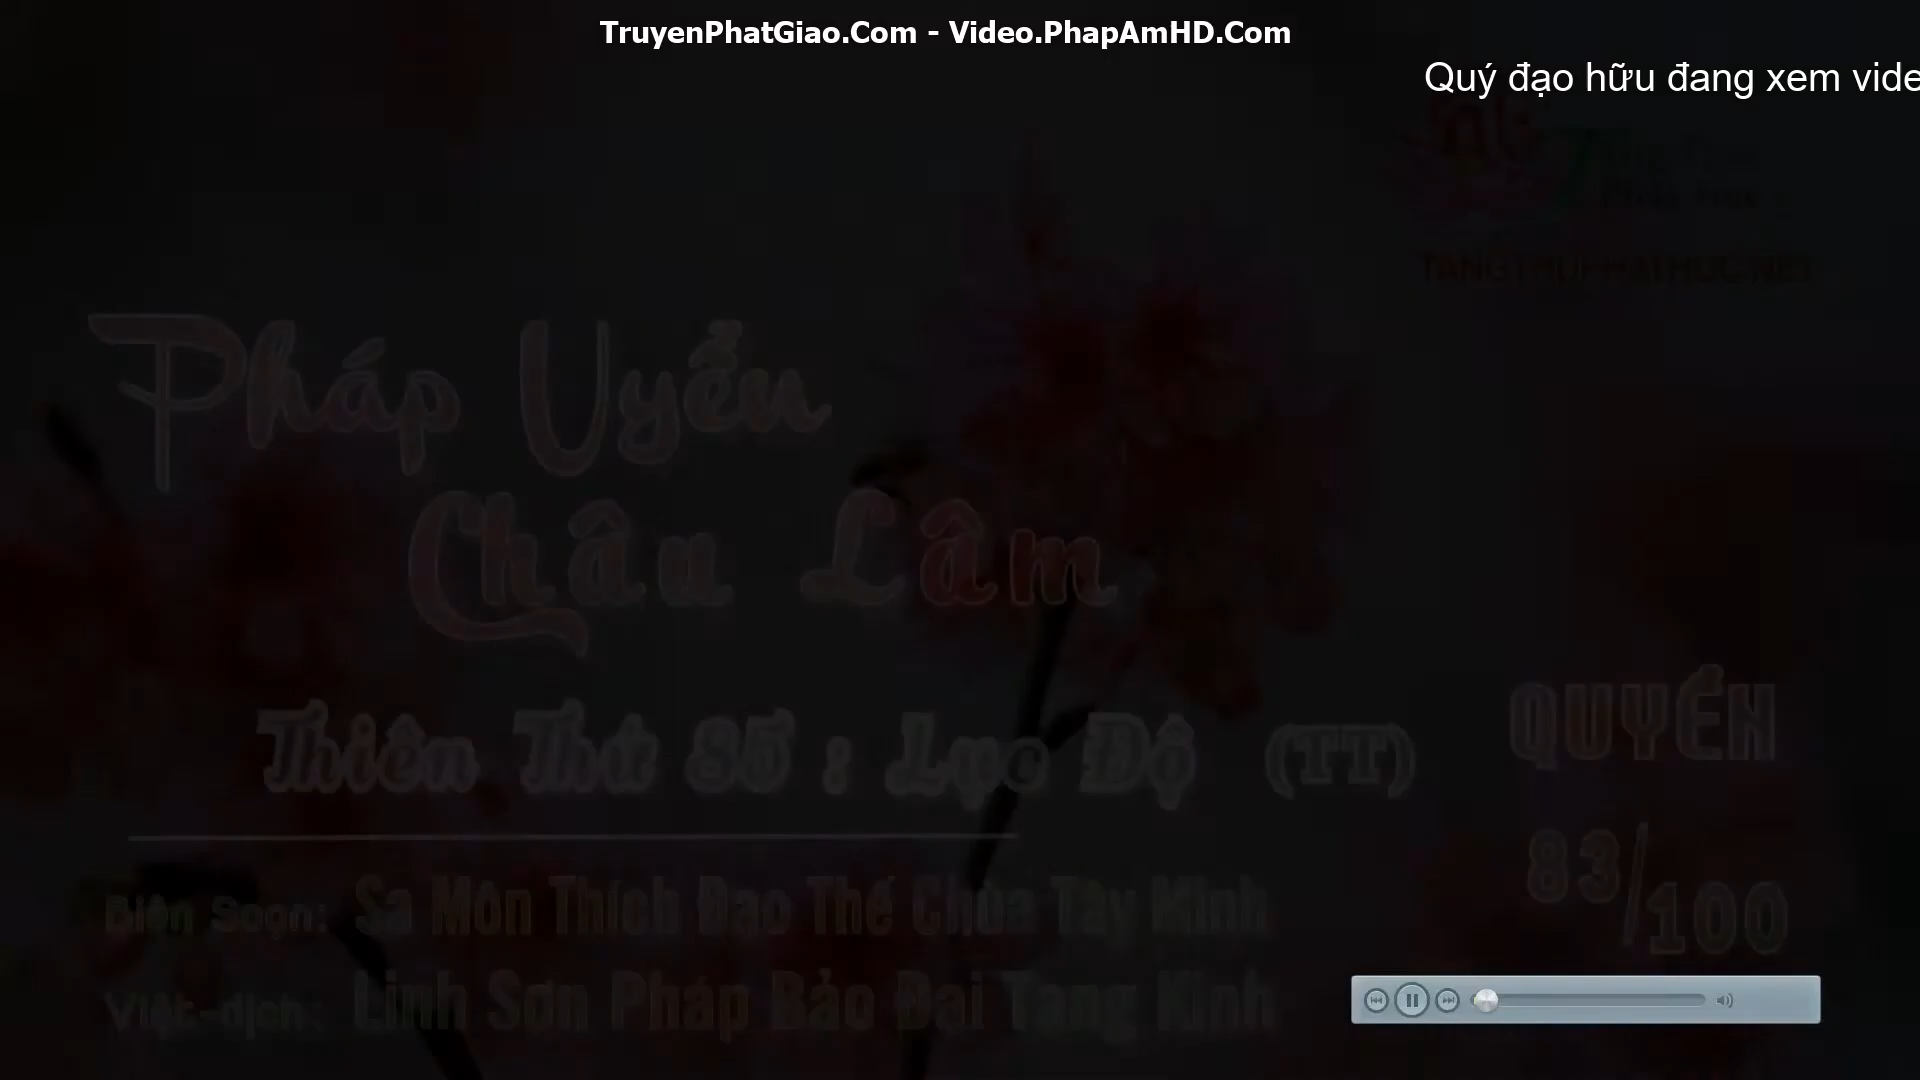 TruyenPhatGiao.Com - Video.PhapAmHD.Com
Quý đạo hữu đang xem vide
TANGTHUPHATHOC.NET
Pháp Uyển
Châu Lâm
Thiên Thứ 85 : Lục Độ (TT)
QUYỂN
83/100
Biên Soạn: Sa Môn Thích Đạo Thế Chùa Tây Minh
Việt-dịch: Linh Sơn Pháp Bảo Đại Tạng Kinh